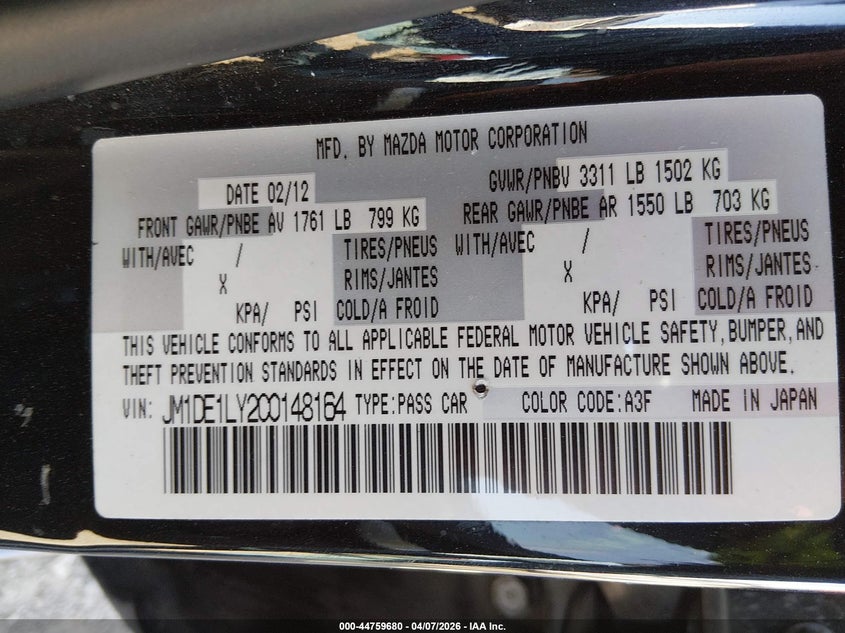 MFD. BY MAZDA MOTOR CORPORATION
DATE 02/12 GVWR/PNBV 3311 LB 1502 KG
FRONT GAWR/PNBE AV 1761 LB 799 KG REAR GAWR/PNBE AR 1550 LB 703 KG
WITH/AVEC / TIRES/PNEUS WITH/AVEC / TIRES/PNEUS
X RIMS/JANTES X RIMS/JANTES
KPA/ PSI COLD/A FROID KPA/ PSI COLD/A FROID
THIS VEHICLE CONFORMS TO ALL APPLICABLE FEDERAL MOTOR VEHICLE SAFETY, BUMPER, AND
THEFT PREVENTION STANDARDS IN EFFECT ON THE DATE OF MANUFACTURE SHOWN ABOVE.
VIN: JM1DE1LY2C0148164 TYPE:PASS CAR COLOR CODE:A3F MADE IN JAPAN
000-44759680 - 04/07/2026 - IAA Inc.